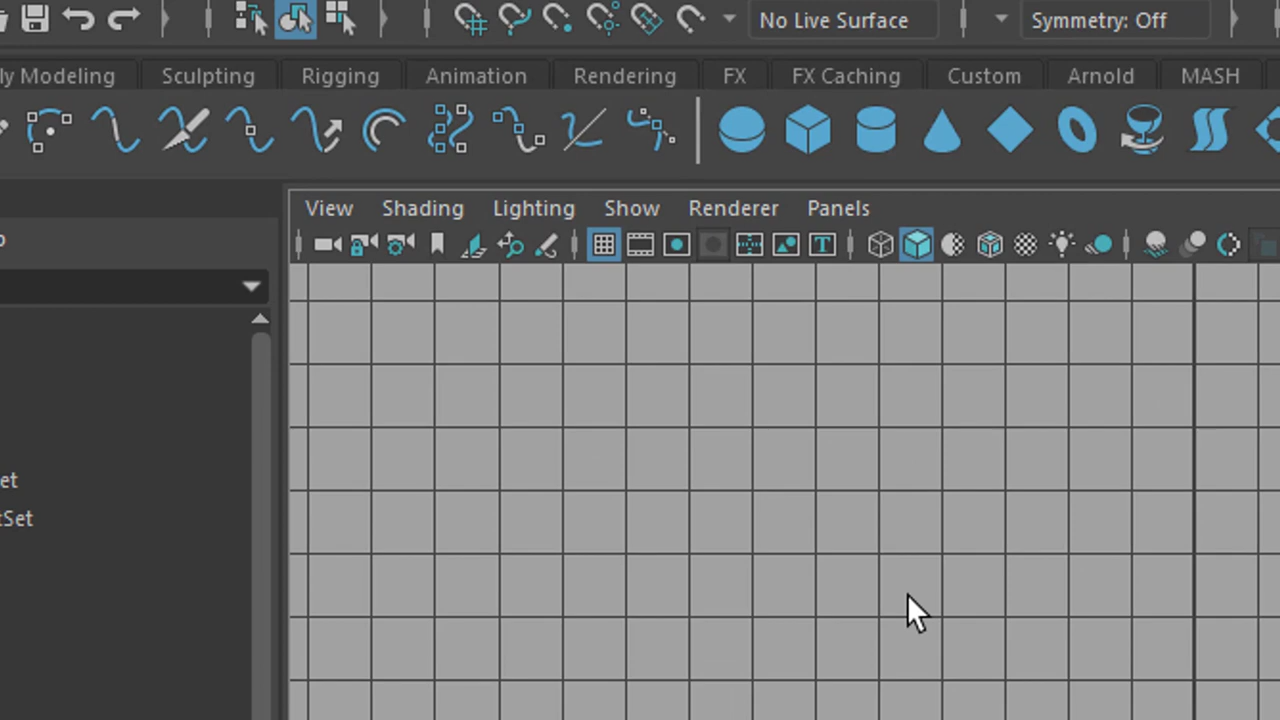 No Live Surface Symmetry: Off
ly Modeling Sculpting Rigging Animation Rendering FX FX Caching Custom Arnold MASH
View Shading Lighting Show Renderer Panels
T
et
tSet